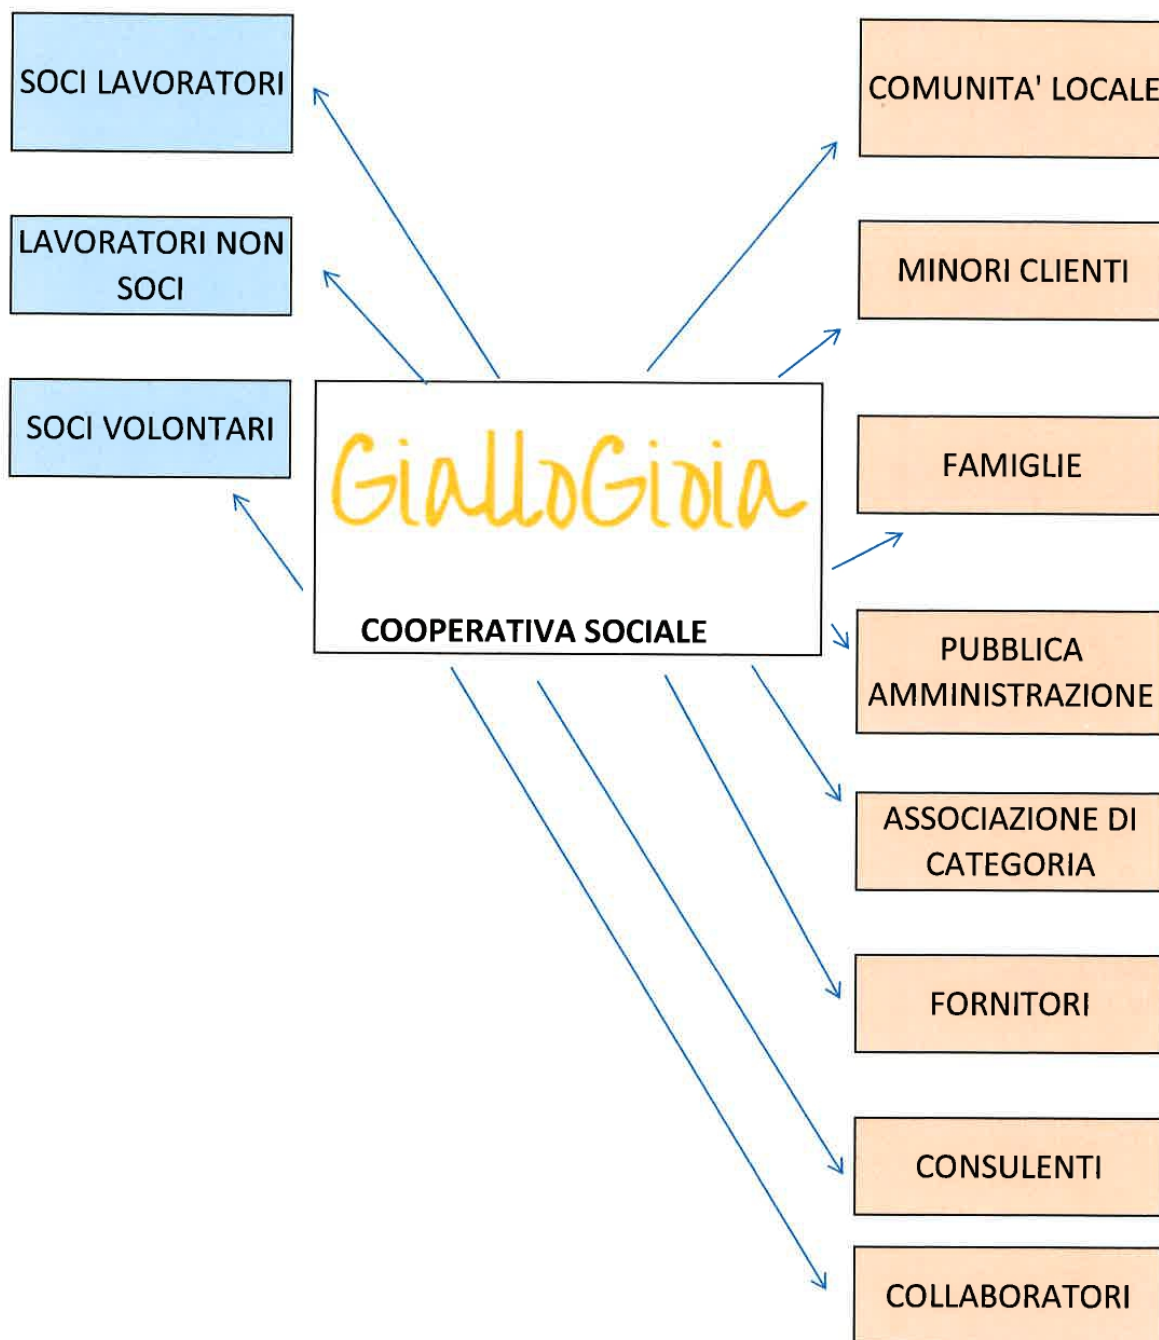 SOCI LAVORATORI
LAVORATORI NON
SOCI
SOCI VOLONTARI
GialloGioia
COOPERATIVA SOCIALE
COMUNITA' LOCALE
MINORI CLIENTI
FAMIGLIE
PUBBLICA
AMMINISTRAZIONE
ASSOCIAZIONE DI
CATEGORIA
FORNITORI
CONSULENTI
COLLABORATORI